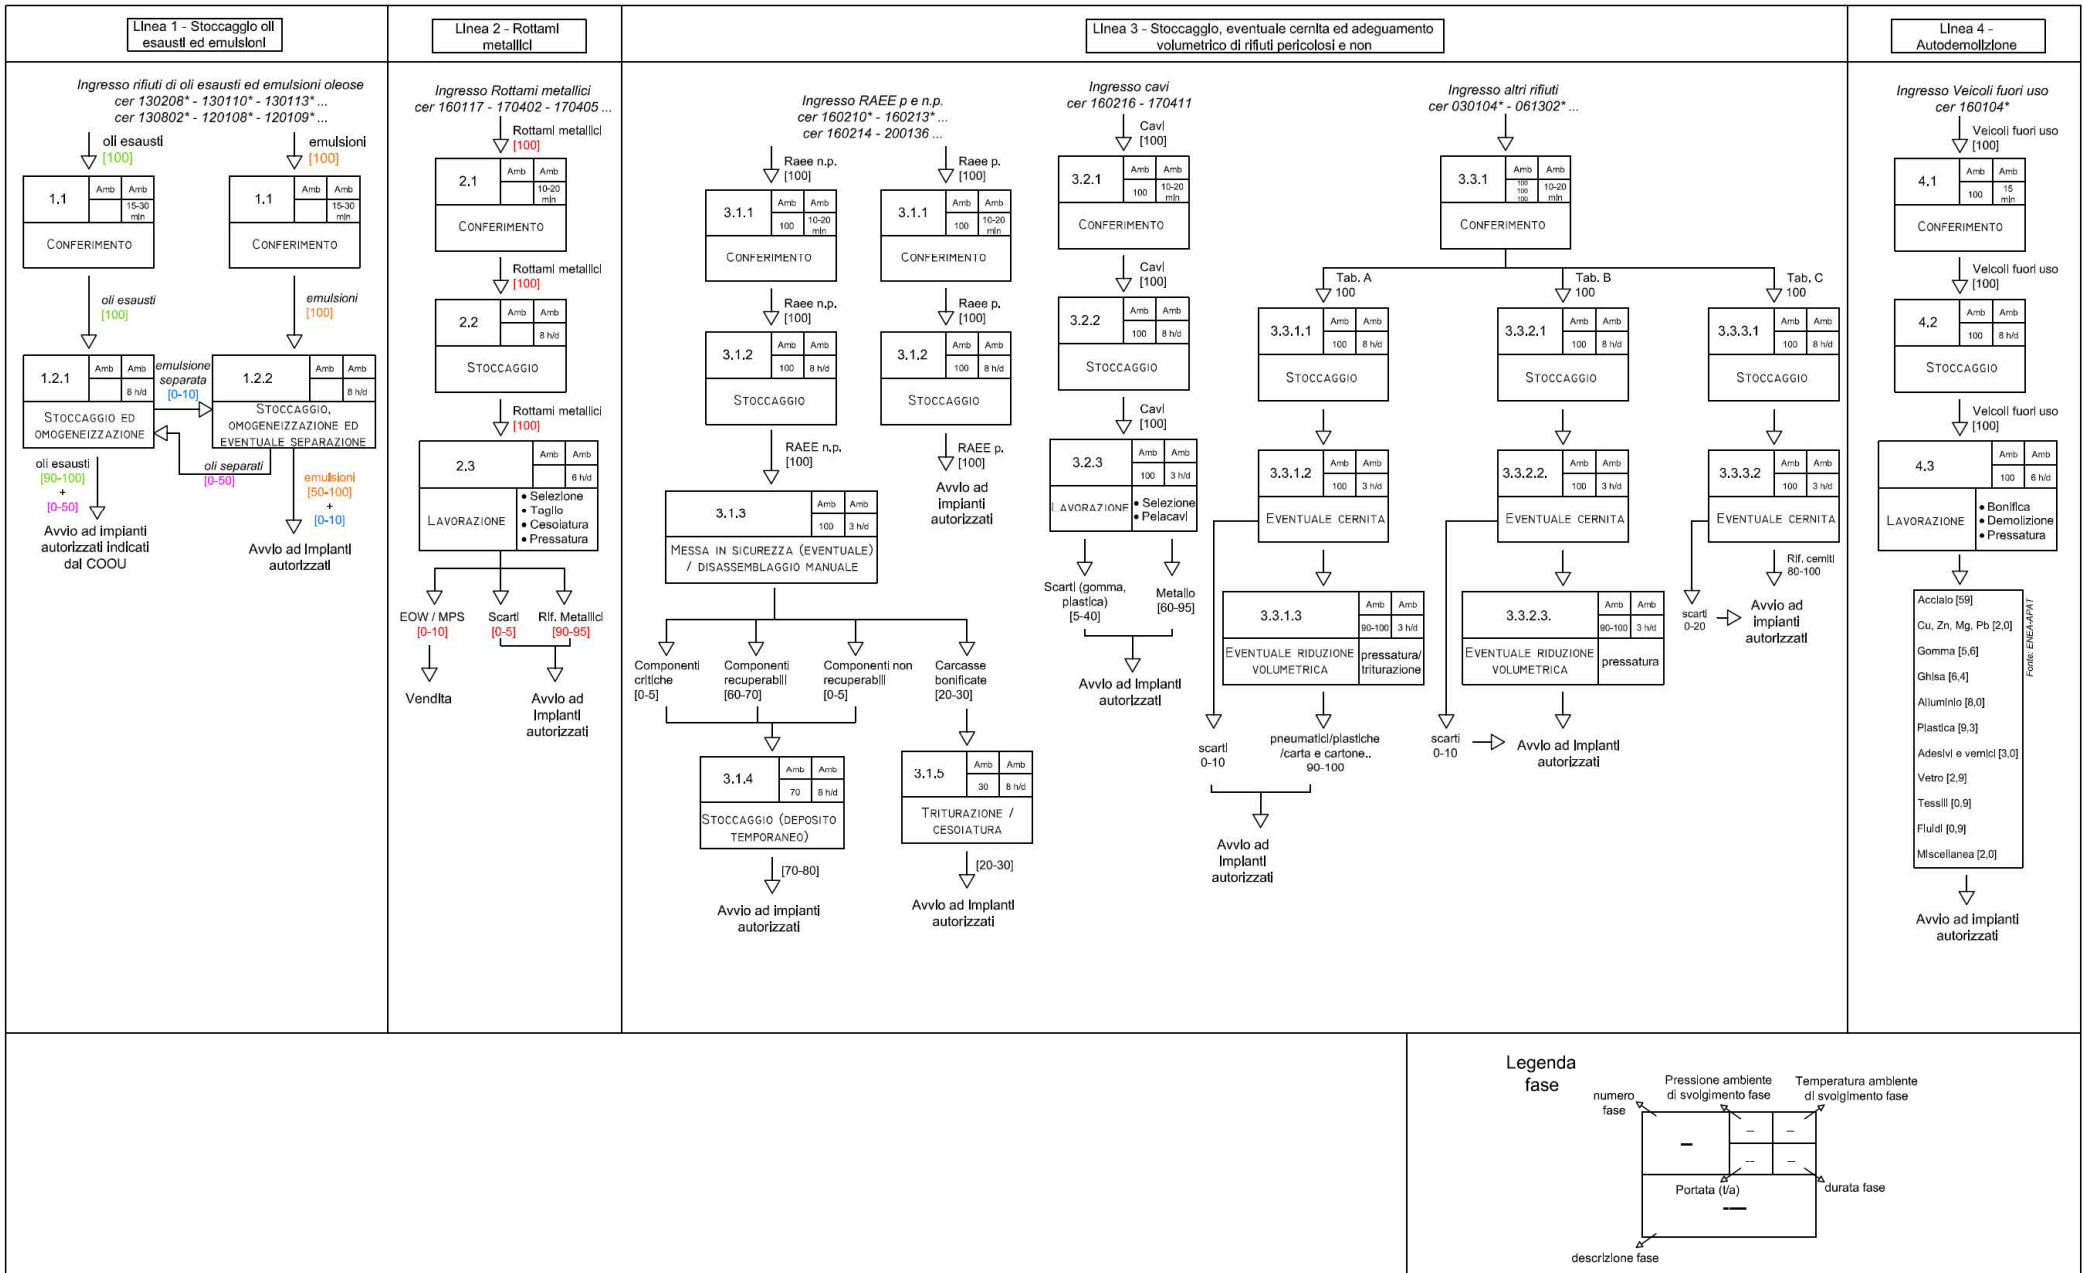 Linea 1 - Stoccaggio oli
esausti ed emulsioni
Ingresso rifiuti di oli esausti ed emulsioni oleose
cer 130208* - 130110* - 130113* ...
cer 130802* - 120108* - 120109* ...
oli esausti
[100]
emulsioni
[100]
1.1
Amb
Amb
15-30
min
CONFERIMENTO
1.1
Amb
Amb
15-30
min
CONFERIMENTO
oli esausti
[100]
emulsioni
[100]
1.2.1
Amb
Amb
8 h/d
STOCCAGGIO ED
OMOGENEIZZAZIONE
emulsione
separata
[0-10]
1.2.2
Amb
Amb
8 h/d
STOCCAGGIO,
OMOGENEIZZAZIONE ED
EVENTUALE SEPARAZIONE
oli separati
[0-50]
oli esausti
[90-100]
+
[0-50]
Avvio ad impianti
autorizzati indicati
dal COOU
emulsioni
[50-100]
+
[0-10]
Avvio ad impianti
autorizzati
Linea 2 - Rottami
metallici
Ingresso Rottami metallici
cer 160117 - 170402 - 170405 ...
Rottami metallici
[100]
2.1
Amb
Amb
10-20
min
CONFERIMENTO
Rottami metallici
[100]
2.2
Amb
Amb
8 h/d
STOCCAGGIO
Rottami metallici
[100]
2.3
Amb
Amb
6 h/d
LAVORAZIONE
• Selezione
• Taglio
• Cesoiatura
• Pressatura
EOW / MPS
[0-10]
Scarti
[0-5]
Rif. Metallici
[90-95]
Vendita
Avvio ad
impianti
autorizzati
Linea 3 - Stoccaggio, eventuale cernita ed adeguamento
volumetrico di rifiuti pericolosi e non
Ingresso RAEE p e n.p.
cer 160210* - 160213* ...
cer 160214 - 200136 ...
Raee n.p.
[100]
Raee p.
[100]
3.1.1
Amb
Amb
100
10-20
min
CONFERIMENTO
3.1.1
Amb
Amb
100
10-20
min
CONFERIMENTO
Raee n.p.
[100]
Raee p.
[100]
3.1.2
Amb
Amb
100
8 h/d
STOCCAGGIO
3.1.2
Amb
Amb
100
8 h/d
STOCCAGGIO
RAEE n.p.
[100]
RAEE p.
[100]
Avvio ad
impianti
autorizzati
3.1.3
Amb
Amb
100
3 h/d
MESSA IN SICUREZZA (EVENTUALE)
/ DISASSEMBLAGGIO MANUALE
Componenti
critiche
[0-5]
Componenti
recuperabili
[60-70]
Componenti non
recuperabili
[0-5]
Carcasse
bonificate
[20-30]
3.1.4
Amb
Amb
70
8 h/d
STOCCAGGIO (DEPOSITO
TEMPORANEO)
3.1.5
Amb
Amb
30
8 h/d
TRITURAZIONE /
CESOIATURA
[70-80]
[20-30]
Avvio ad impianti
autorizzati
Avvio ad impianti
autorizzati
Ingresso cavi
cer 160216 - 170411
Cavi
[100]
3.2.1
Amb
Amb
100
10-20
min
CONFERIMENTO
Cavi
[100]
3.2.2
Amb
Amb
100
8 h/d
STOCCAGGIO
Cavi
[100]
3.2.3
Amb
Amb
100
3 h/d
LAVORAZIONE
• Selezione
• Pelacavi
Scarti (gomma,
plastica)
[5-40]
Metallo
[60-95]
Avvio ad impianti
autorizzati
Ingresso altri rifiuti
cer 030104* - 061302* ...
3.3.1
Amb
Amb
100
100
100
10-20
min
CONFERIMENTO
Tab. A
100
Tab. B
100
Tab. C
100
3.3.1.1
Amb
Amb
100
8 h/d
STOCCAGGIO
3.3.2.1
Amb
Amb
100
8 h/d
STOCCAGGIO
3.3.3.1
Amb
Amb
100
8 h/d
STOCCAGGIO
3.3.1.2
Amb
Amb
100
3 h/d
EVENTUALE CERNITA
3.3.2.2.
Amb
Amb
100
3 h/d
EVENTUALE CERNITA
3.3.3.2
Amb
Amb
100
3 h/d
EVENTUALE CERNITA
Rif. cerniti
80-100
scarti
0-20
Avvio ad
impianti
autorizzati
3.3.1.3
Amb
Amb
90-100
3 h/d
EVENTUALE RIDUZIONE
VOLUMETRICA
pressatura/
triturazione
3.3.2.3.
Amb
Amb
90-100
3 h/d
EVENTUALE RIDUZIONE
VOLUMETRICA
pressatura
scarti
0-10
pneumatici/plastiche
/carta e cartone..
90-100
scarti
0-10
Avvio ad impianti
autorizzati
Avvio ad
impianti
autorizzati
Linea 4 -
Autodemolizione
Ingresso Veicoli fuori uso
cer 160104*
Veicoli fuori uso
[100]
4.1
Amb
Amb
100
15
min
CONFERIMENTO
Veicoli fuori uso
[100]
4.2
Amb
Amb
100
8 h/d
STOCCAGGIO
Veicoli fuori uso
[100]
4.3
Amb
Amb
100
6 h/d
LAVORAZIONE
• Bonifica
• Demolizione
• Pressatura
Acciaio [59]
Cu, Zn, Mg, Pb [2,0]
Gomma [5,6]
Ghisa [6,4]
Alluminio [8,0]
Plastica [9,3]
Adesivi e vernici [3,0]
Vetro [2,9]
Tessili [0,9]
Fluidi [0,9]
Miscellanea [2,0]
Fonte: ENEA-APAT
Avvio ad impianti
autorizzati
Legenda
fase
numero
fase
Pressione ambiente
di svolgimento fase
Temperatura ambiente
di svolgimento fase
Portata (t/a)
durata fase
descrizione fase